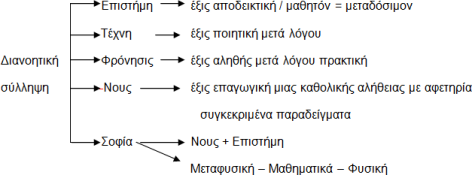 Επιστήμη έξις αποδεικτική / μαθητόν = μεταδόσιμον
Τέχνη έξις ποιητική μετά λόγου
Διανοητική Φρόνησις έξις αληθής μετά λόγου πρακτική
σύλληψη Νους έξις επαγωγική μιας καθολικής αλήθειας με αφετηρία
συγκεκριμένα παραδείγματα
Σοφία Νους + Επιστήμη
Μεταφυσική – Μαθηματικά – Φυσική